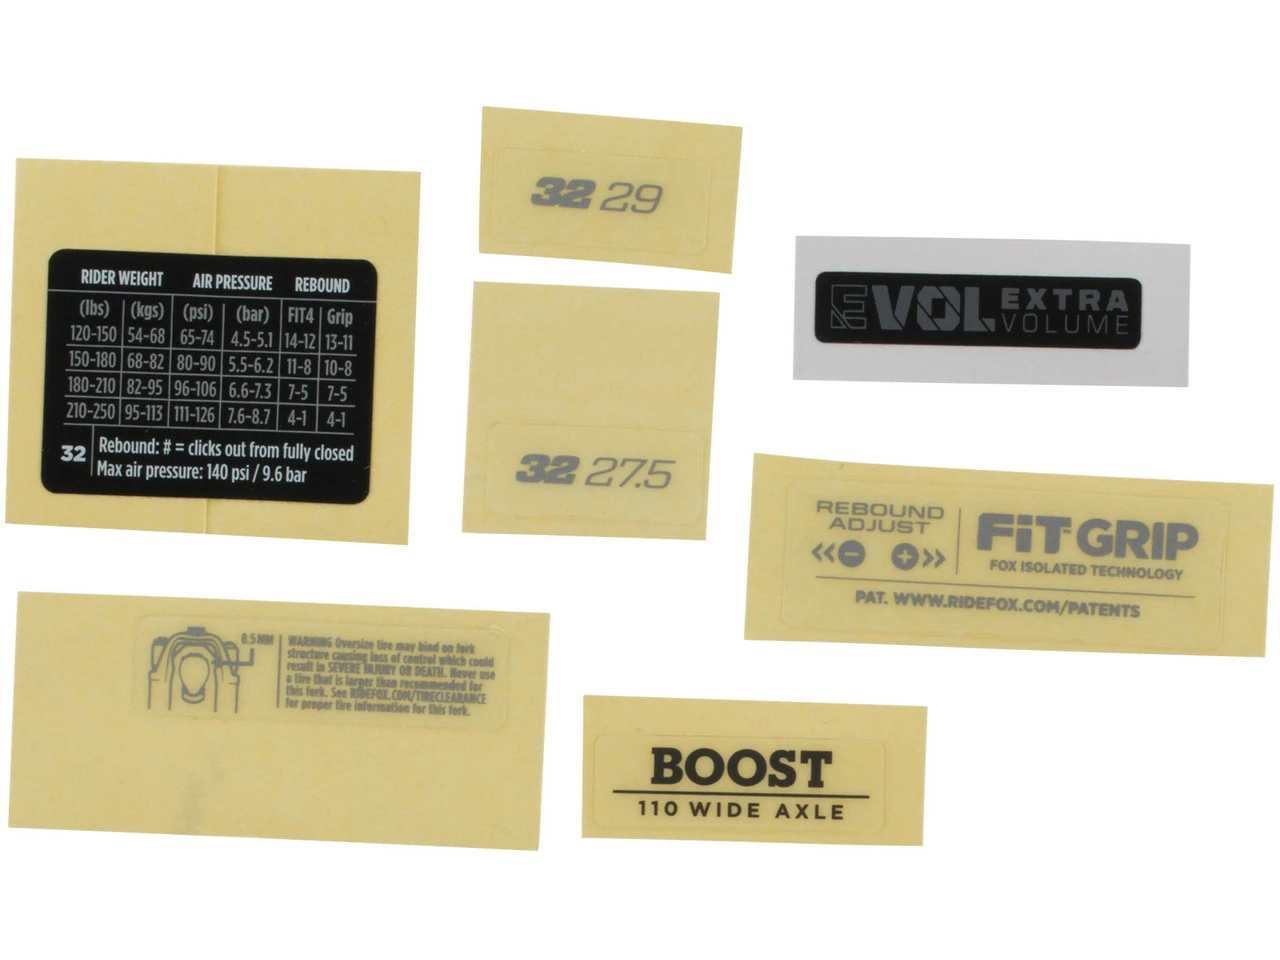 RIDER WEIGHT AIR PRESSURE REBOUND
(lbs) (kgs) (psi) (bar) FIT4 Grip
120-150 54-68 65-74 4.5-5.1 14-12 13-11
150-180 68-82 80-90 5.5-6.2 11-8 10-8
180-210 82-95 96-106 6.6-7.3 7-5 7-5
210-250 95-113 111-126 7.6-8.7 4-1 4-1
32
Rebound: # = clicks out from fully closed
Max air pressure: 140 psi / 9.6 bar
32 29
32 27.5
EVOL EXTRA
VOLUME
REBOUND
ADJUST
«− +»
FiT™ GRIP
FOX ISOLATED TECHNOLOGY
PAT. WWW.RIDEFOX.COM/PATENTS
8.5 MM
WARNING Oversize tire may bind on fork
structure causing loss of control which could
result in SEVERE INJURY OR DEATH. Never use
a tire that is larger than recommended for
this fork. See RIDEFOX.COM/TIRECLEARANCE
for proper tire information for this fork.
BOOST
110 WIDE AXLE